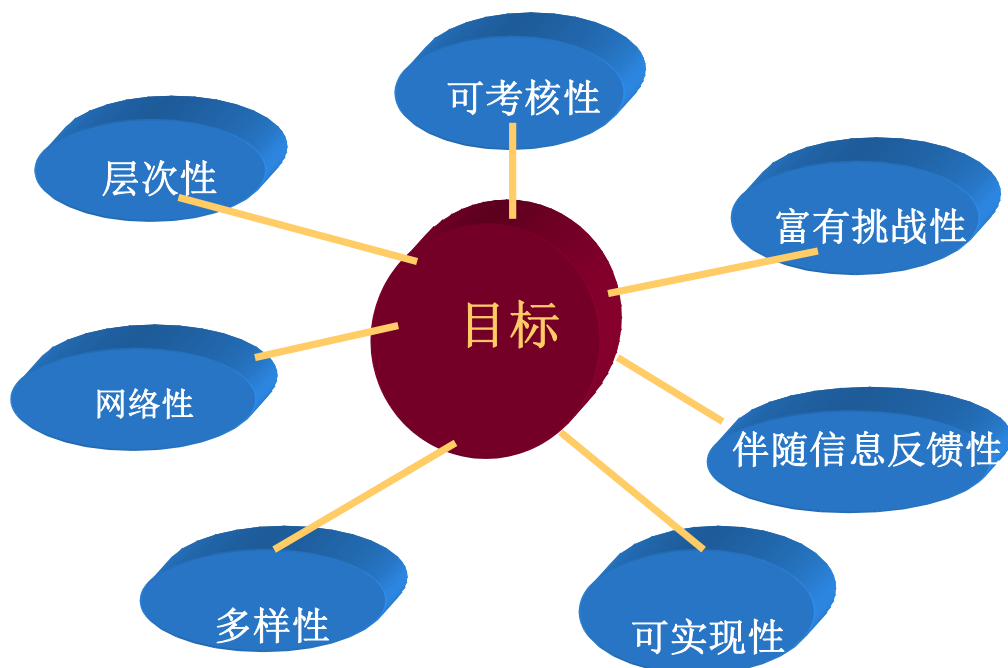 可考核性
层次性
富有挑战性
目标
网络性
伴随信息反馈性
多样性
可实现性